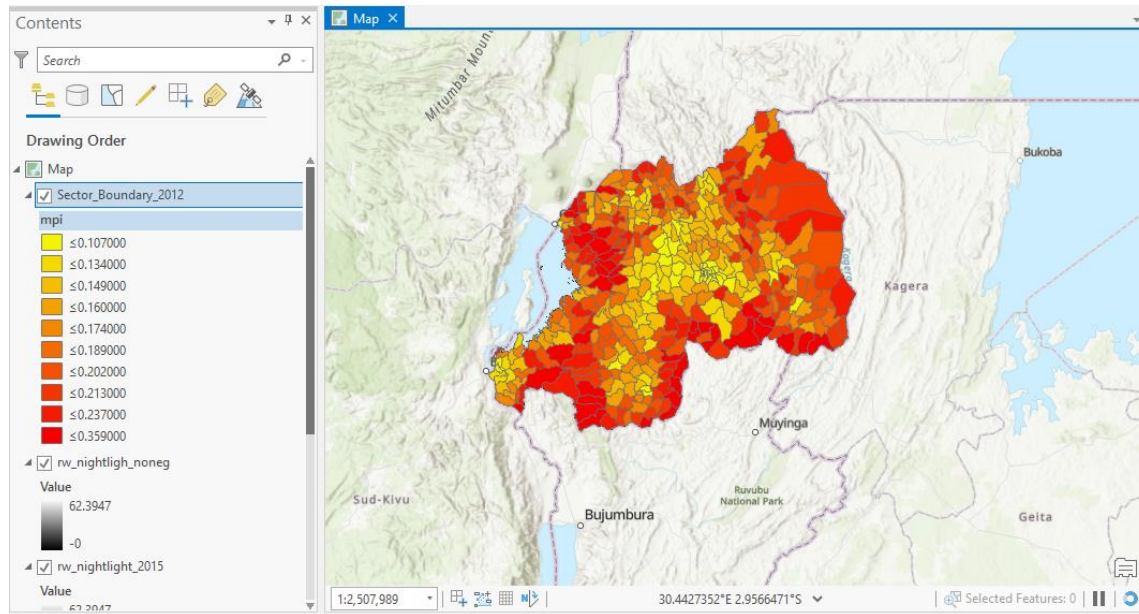 Contents
Search
Drawing Order
Map
Sector_Boundary_2012
mpi
≤0.107000
≤0.134000
≤0.149000
≤0.160000
≤0.174000
≤0.189000
≤0.202000
≤0.213000
≤0.237000
≤0.359000
rw_nightligh_noneg
Value
62.3947
-0
rw_nightlight_2015
Value
62.3947
Map
Mitumbar Moun
Bukoba
Kagera
Kagera
Muyinga
Ruvubu
National Park
Sud-Kivu
Bujumbura
Geita
1:2,507,989
30.4427352°E 2.9566471°S
Selected Features: 0